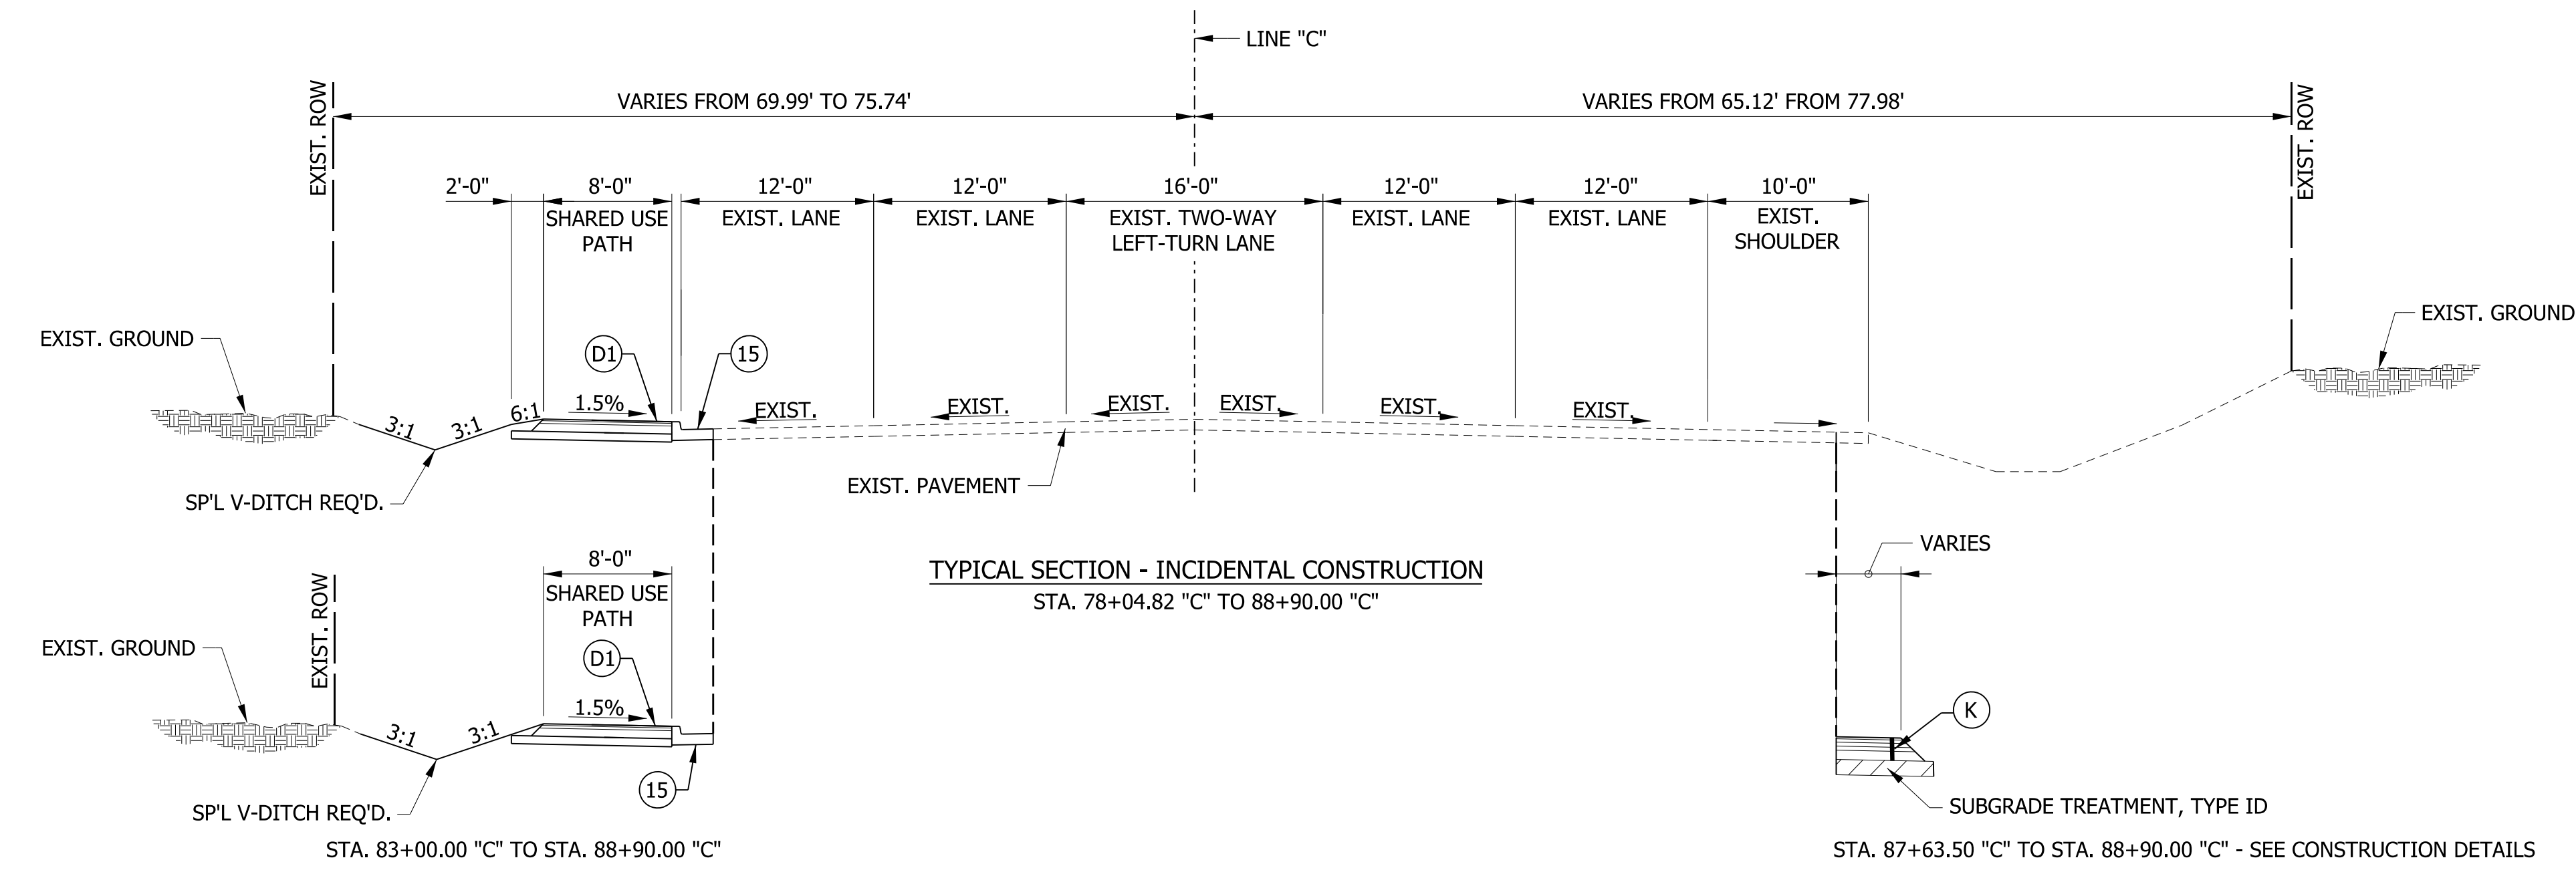 LINE "C"
EXIST. ROW
VARIES FROM 69.99' TO 75.74'
VARIES FROM 65.12' FROM 77.98'
EXIST. ROW
2'-0"
8'-0"
12'-0"
12'-0"
16'-0"
12'-0"
12'-0"
10'-0"
SHARED USE
PATH
EXIST. LANE
EXIST. LANE
EXIST. TWO-WAY
LEFT-TURN LANE
EXIST. LANE
EXIST. LANE
EXIST.
SHOULDER
EXIST. GROUND
D1
15
EXIST. GROUND
3:1
3:1
6:1
1.5%
EXIST.
EXIST.
EXIST.
EXIST.
EXIST.
EXIST.
SP'L V-DITCH REQ'D.
EXIST. PAVEMENT
TYPICAL SECTION - INCIDENTAL CONSTRUCTION
STA. 78+04.82 "C" TO 88+90.00 "C"
VARIES
EXIST. ROW
8'-0"
SHARED USE
PATH
EXIST. GROUND
D1
3:1
3:1
1.5%
15
K
SP'L V-DITCH REQ'D.
SUBGRADE TREATMENT, TYPE ID
STA. 83+00.00 "C" TO STA. 88+90.00 "C"
STA. 87+63.50 "C" TO STA. 88+90.00 "C" - SEE CONSTRUCTION DETAILS